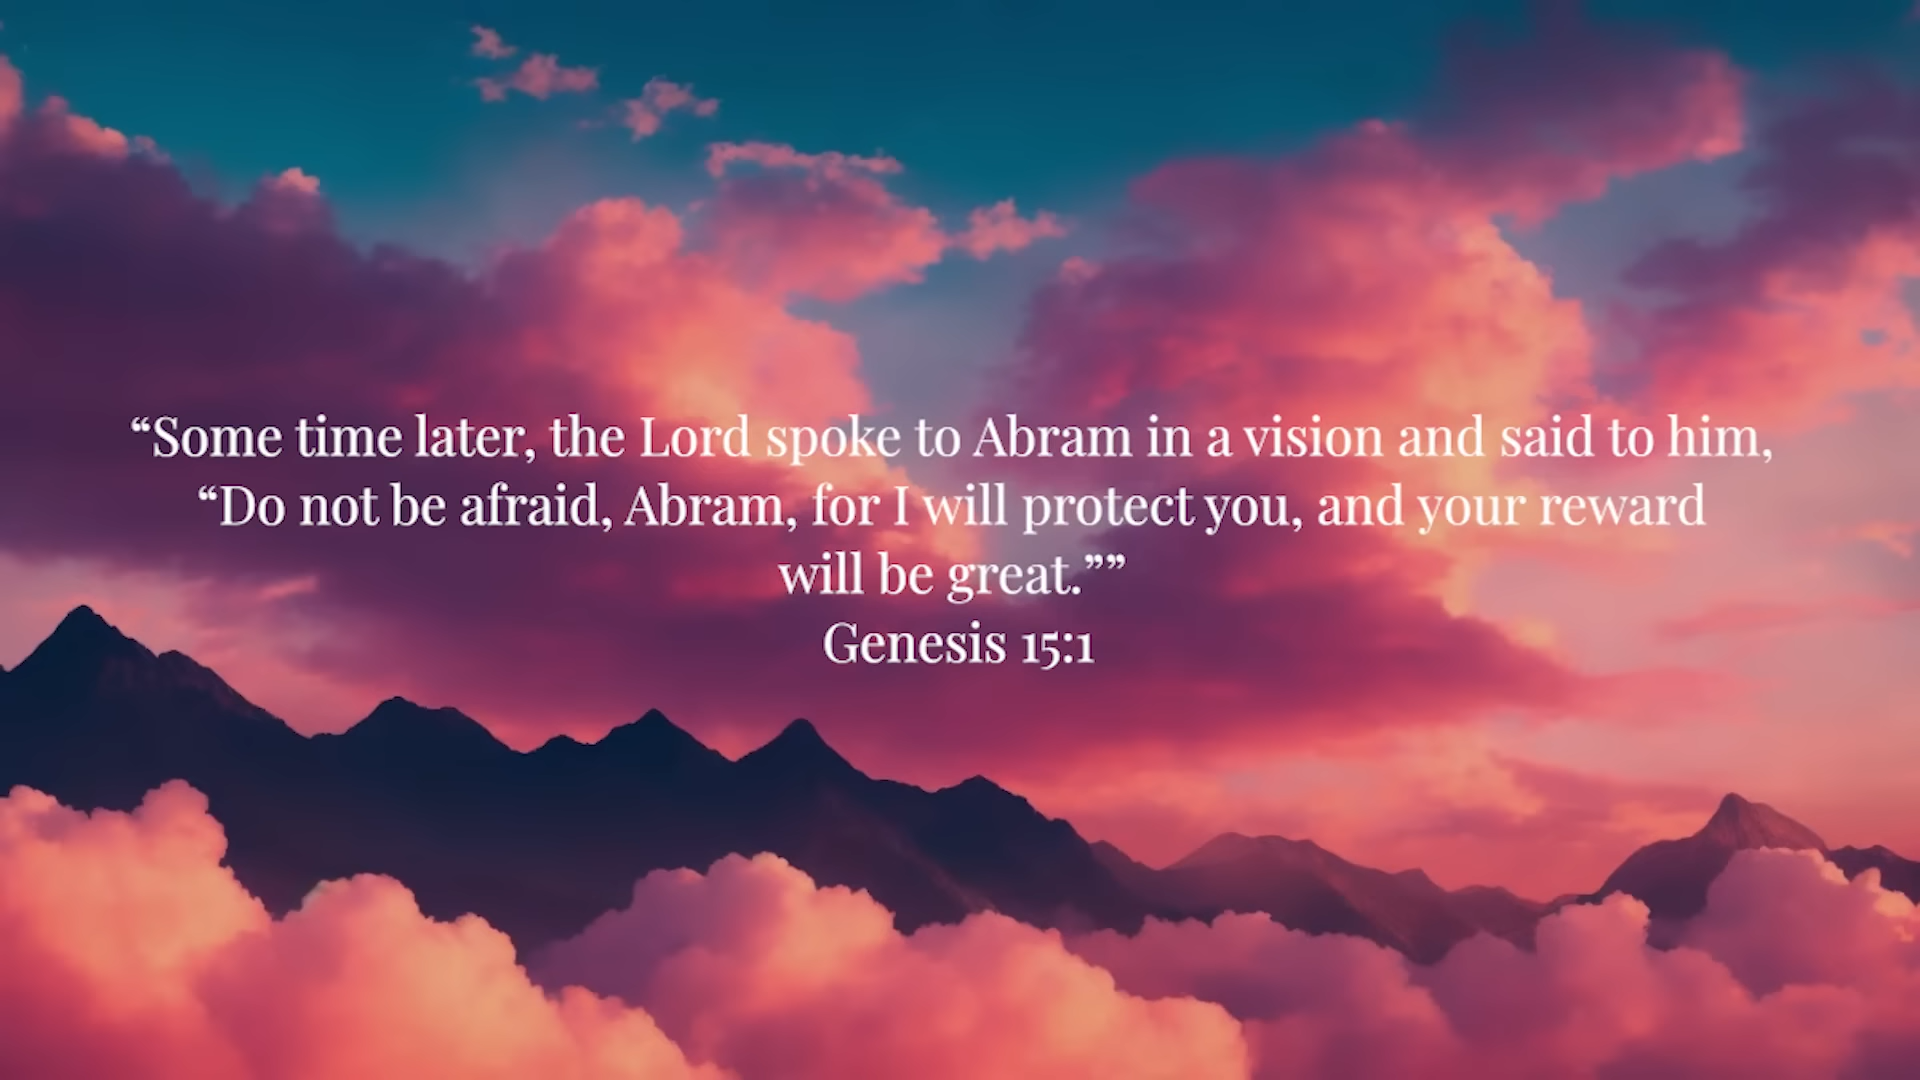 “Some time later, the Lord spoke to Abram in a vision and said to him,
“Do not be afraid, Abram, for I will protect you, and your reward
will be great.””
Genesis 15:1